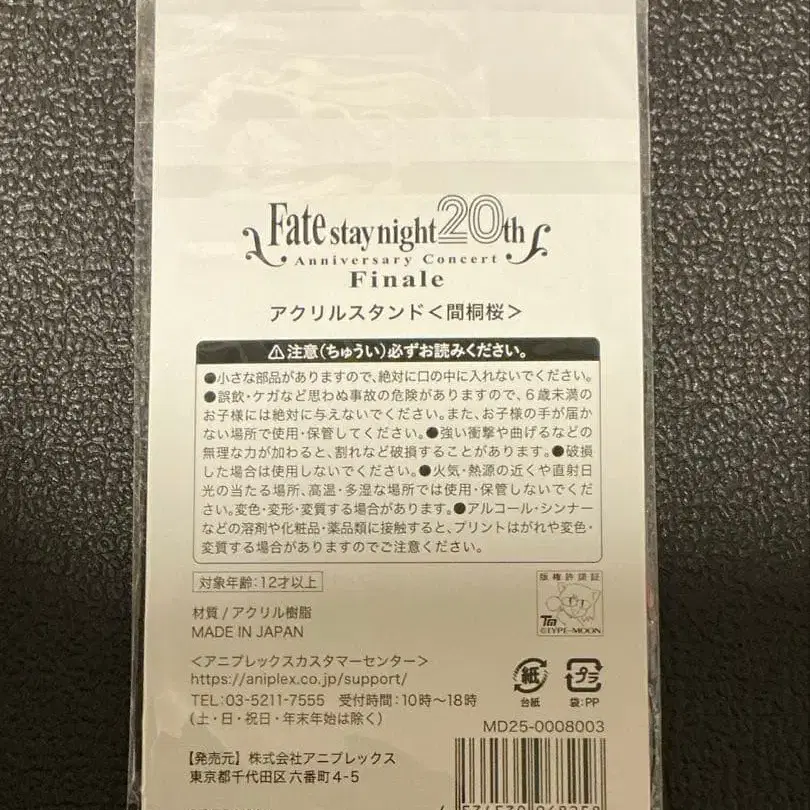 Fate stay night 20th
Anniversary Concert
Finale
アクリルスタンド＜間桐桜＞
⚠注意（ちゅうい）必ずお読みください。
●小さな部品がありますので、絶対に口の中に入れないでください。
●誤飲・ケガなど思わぬ事故の危険がありますので、６歳未満の
お子様には絶対に与えないでください。また、お子様の手が届か
ない場所で使用・保管してください。●強い衝撃や曲げるなどの
無理な力が加わると、割れなど破損することがあります。●破損
した場合は使用しないでください。●火気・熱源の近くや直射日
光の当たる場所、高温・多湿な場所では使用・保管しないでくだ
さい。変色・変形・変質する場合があります。●アルコール・シンナー
などの溶剤や化粧品・薬品類に接触すると、プリントはがれや変色・
変質する場合がありますのでご注意ください。
対象年齢：12才以上
版権許諾証
TM
©TYPE-MOON
材質 / アクリル樹脂
MADE IN JAPAN
＜アニプレックスカスタマーセンター＞
https://aniplex.co.jp/support/
TEL：03-5211-7555　受付時間：10時～18時
（土・日・祝日・年末年始は除く）
紙
台紙
プラ
袋：PP
MD25-0008003
【発売元】株式会社アニプレックス
東京都千代田区六番町4-5